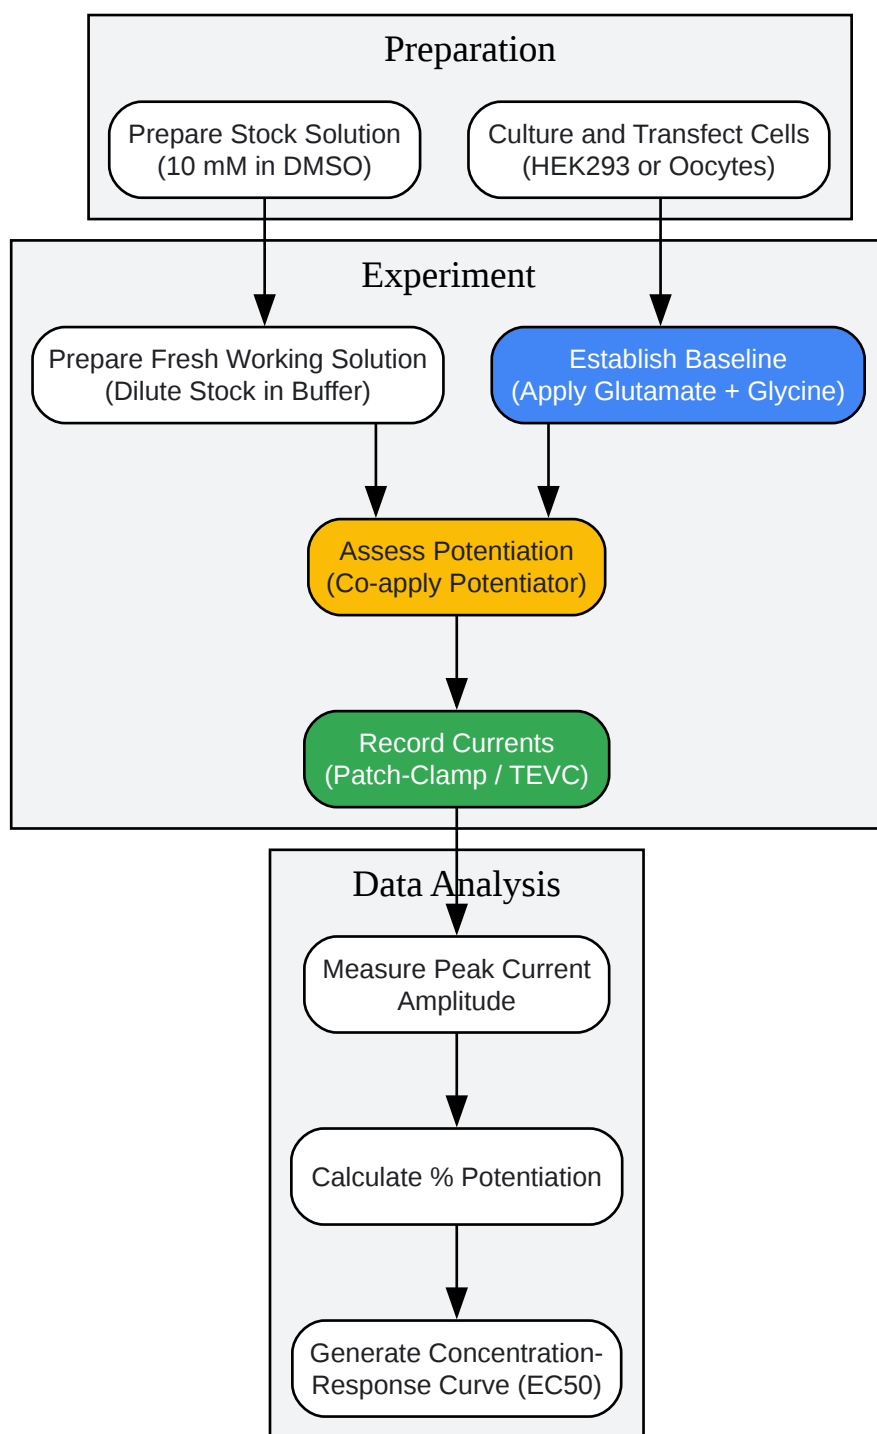 Preparation
Prepare Stock Solution
(10 mM in DMSO)
Culture and Transfect Cells
(HEK293 or Oocytes)
Experiment
Prepare Fresh Working Solution
(Dilute Stock in Buffer)
Establish Baseline
(Apply Glutamate + Glycine)
Assess Potentiation
(Co-apply Potentiator)
Record Currents
(Patch-Clamp / TEVC)
Data Analysis
Measure Peak Current
Amplitude
Calculate % Potentiation
Generate Concentration-
Response Curve (EC50)